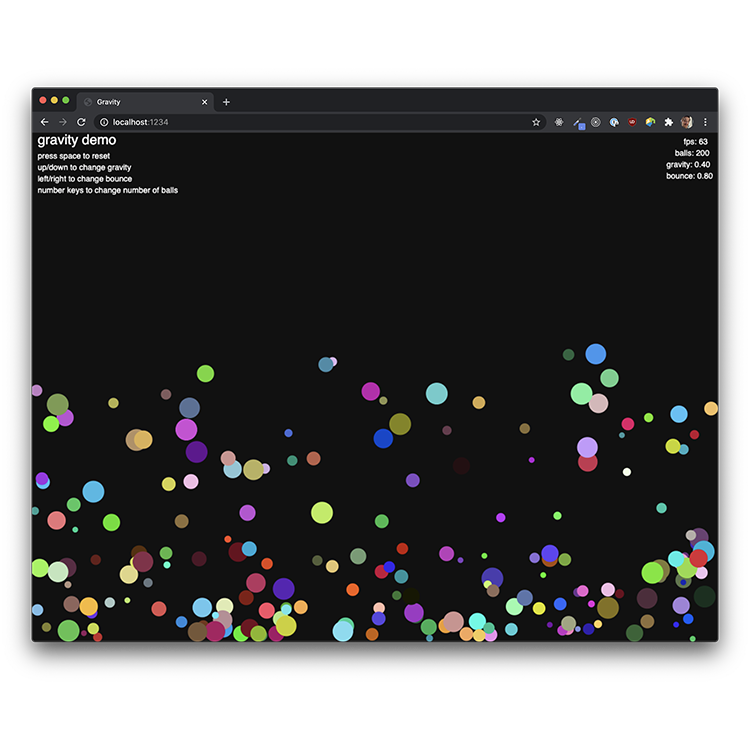 Gravity
localhost:1234
gravity demo
press space to reset
up/down to change gravity
left/right to change bounce
number keys to change number of balls
fps: 63
balls: 200
gravity: 0.40
bounce: 0.80